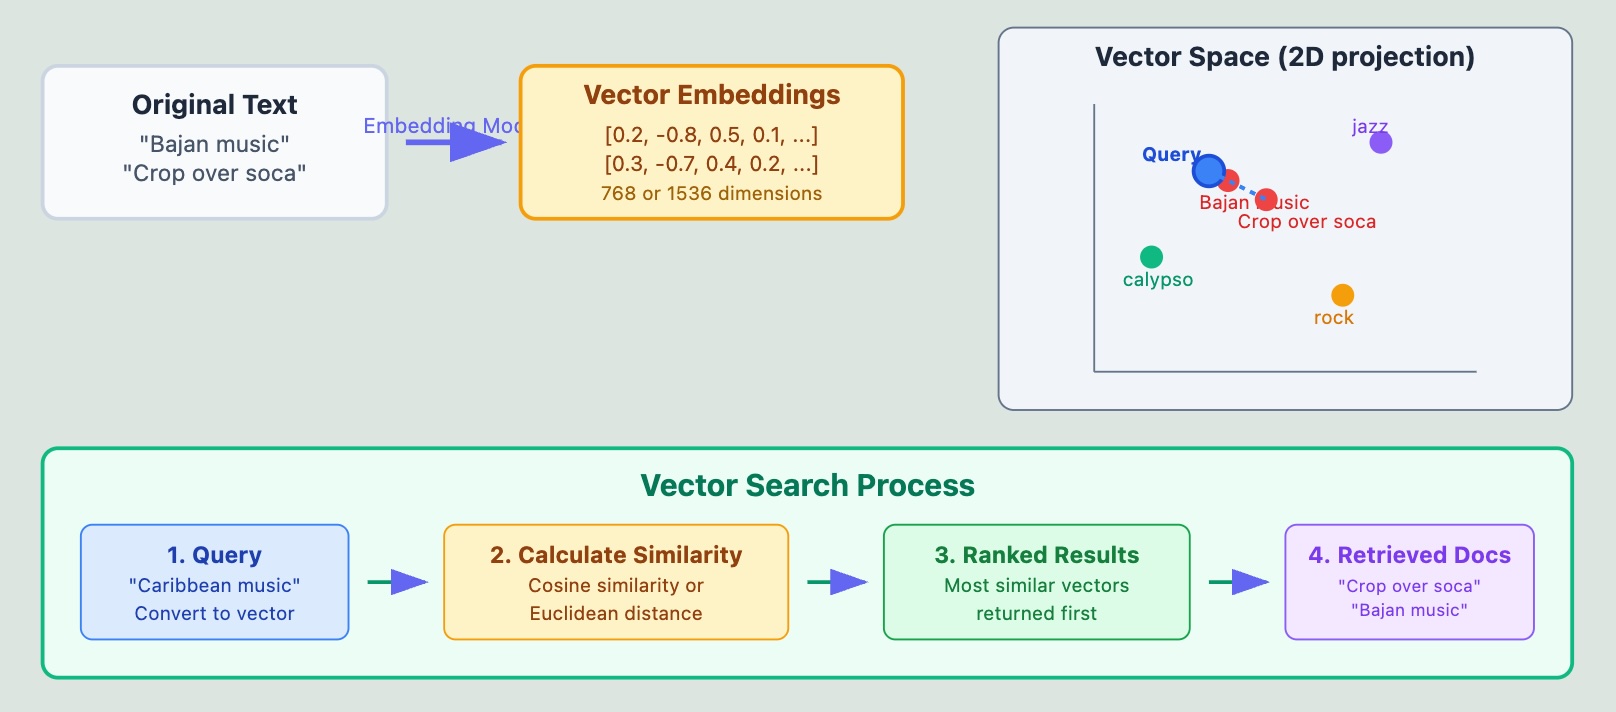 Original Text
"Bajan music"
"Crop over soca"
Embedding Mod
Vector Embeddings
[0.2, -0.8, 0.5, 0.1, ...]
[0.3, -0.7, 0.4, 0.2, ...]
768 or 1536 dimensions
Vector Space (2D projection)
jazz
Query
Bajan music
Crop over soca
calypso
rock
Vector Search Process
1. Query
"Caribbean music"
Convert to vector
2. Calculate Similarity
Cosine similarity or
Euclidean distance
3. Ranked Results
Most similar vectors
returned first
4. Retrieved Docs
"Crop over soca"
"Bajan music"